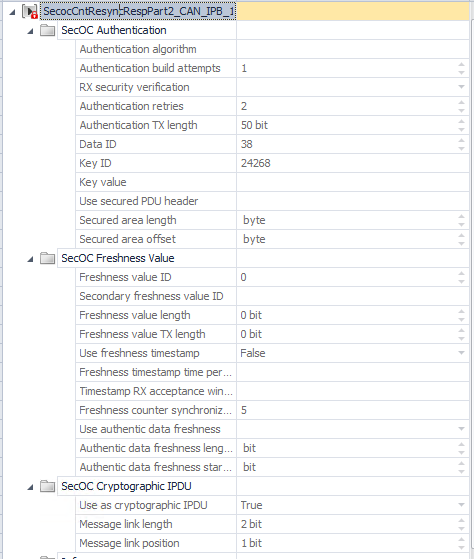 SecocCntResync:RespPart2_CAN_IPB_1
SecOC Authentication
Authentication algorithm
Authentication build attempts 1
RX security verification
Authentication retries 2
Authentication TX length 50 bit
Data ID 38
Key ID 24268
Key value
Use secured PDU header
Secured area length byte
Secured area offset byte
SecOC Freshness Value
Freshness value ID 0
Secondary freshness value ID
Freshness value length 0 bit
Freshness value TX length 0 bit
Use freshness timestamp False
Freshness timestamp time per...
Timestamp RX acceptance win...
Freshness counter synchroniz... 5
Use authentic data freshness
Authentic data freshness leng... bit
Authentic data freshness star... bit
SecOC Cryptographic IPDU
Use as cryptographic IPDU True
Message link length 2 bit
Message link position 1 bit